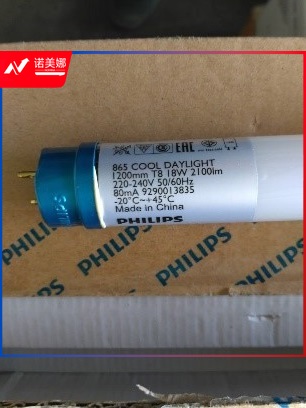 诺美娜
865 COOL DAYLIGHT
1200mm T8 18W 2100lm
220-240V 50/60Hz
80mA 9290013835
-20°C~+45°C
Made in China
PHILIPS
PHILIPS
PHILIPS
PHILIPS
PHILIPS